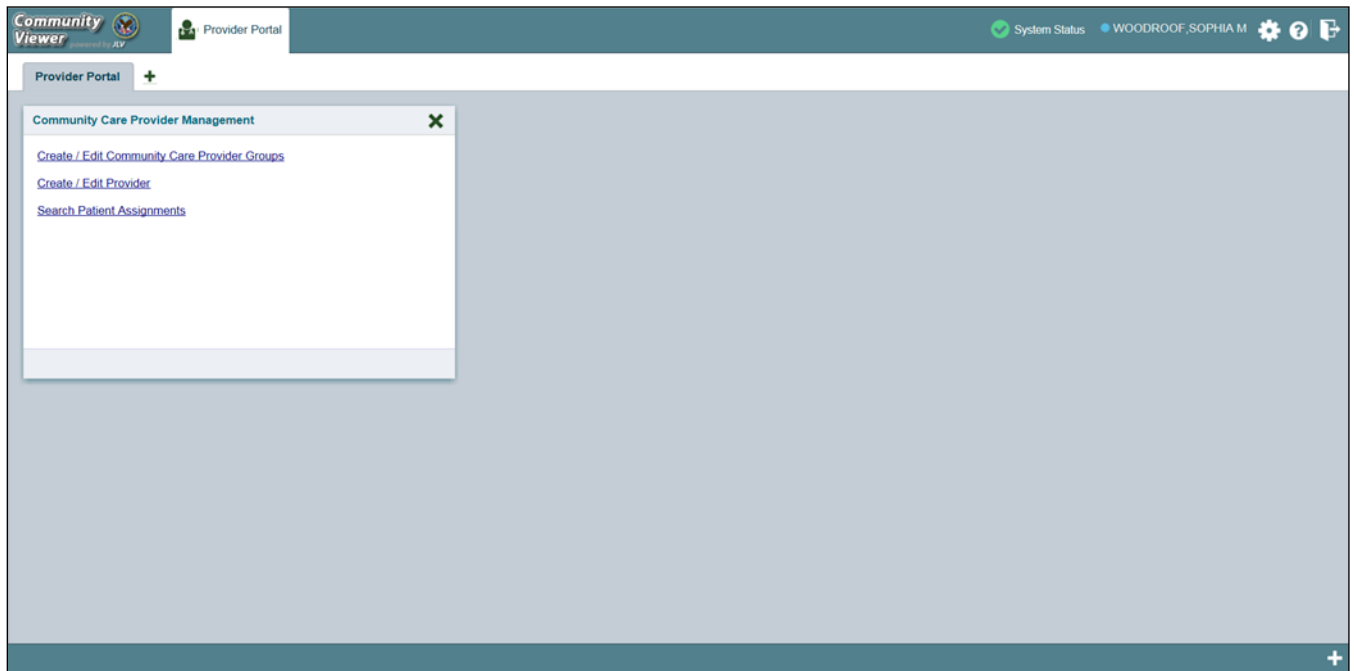 Community
Viewer powered by JLV
Provider Portal
System Status
WOODROOF,SOPHIA M
Provider Portal
Community Care Provider Management
Create / Edit Community Care Provider Groups
Create / Edit Provider
Search Patient Assignments